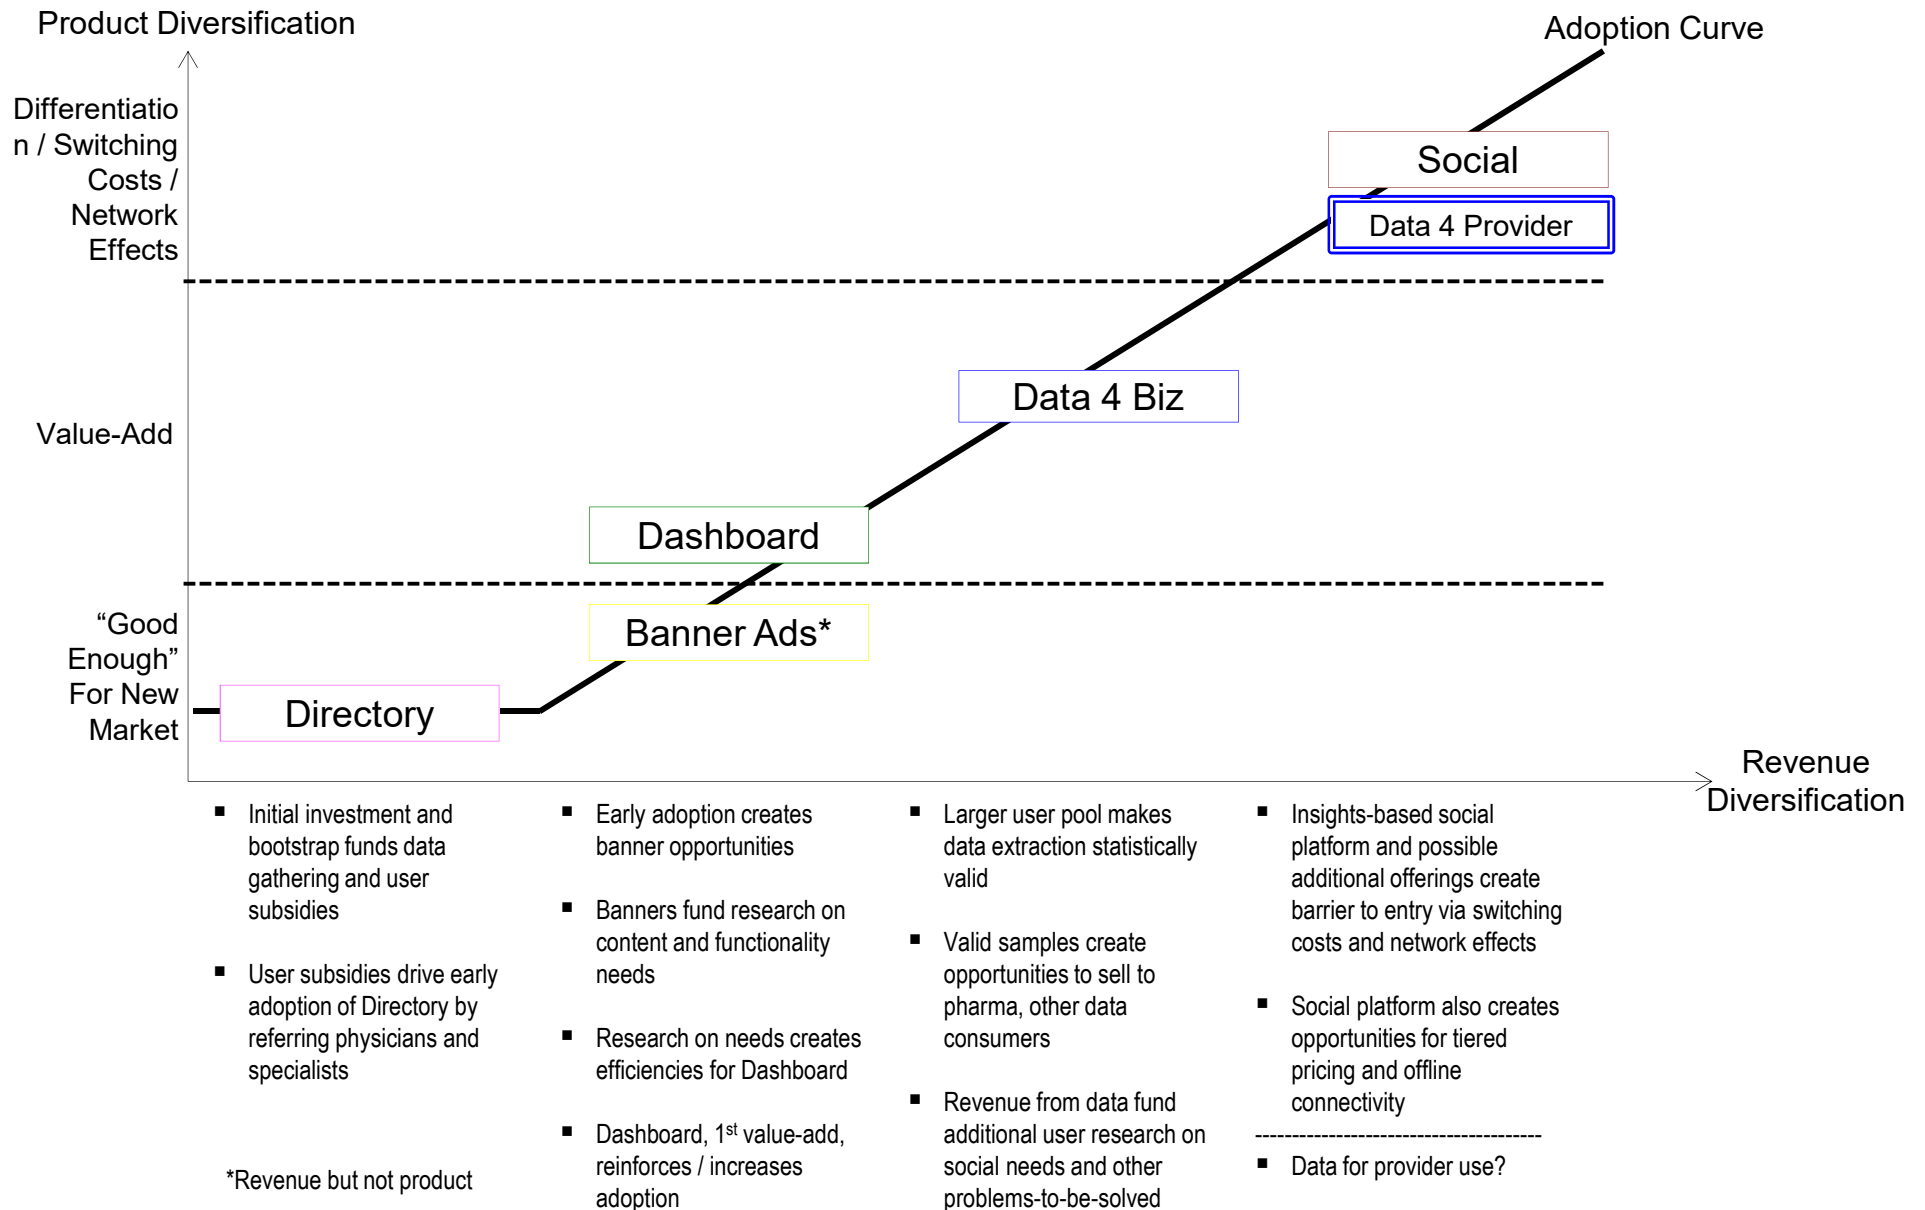 Product Diversification
Adoption Curve
Differentiatio
n / Switching
Costs /
Network
Effects
Social
Data 4 Provider
Data 4 Biz
Value-Add
Dashboard
“Good
Enough”
For New
Market
Banner Ads*
Directory
Revenue
Diversification
▪ Initial investment and
bootstrap funds data
gathering and user
subsidies
▪ User subsidies drive early
adoption of Directory by
referring physicians and
specialists
*Revenue but not product
▪ Early adoption creates
banner opportunities
▪ Banners fund research on
content and functionality
needs
▪ Research on needs creates
efficiencies for Dashboard
▪ Dashboard, 1st value-add,
reinforces / increases
adoption
▪ Larger user pool makes
data extraction statistically
valid
▪ Valid samples create
opportunities to sell to
pharma, other data
consumers
▪ Revenue from data fund
additional user research on
social needs and other
problems-to-be-solved
▪ Insights-based social
platform and possible
additional offerings create
barrier to entry via switching
costs and network effects
▪ Social platform also creates
opportunities for tiered
pricing and offline
connectivity
---------------------------------------
▪ Data for provider use?